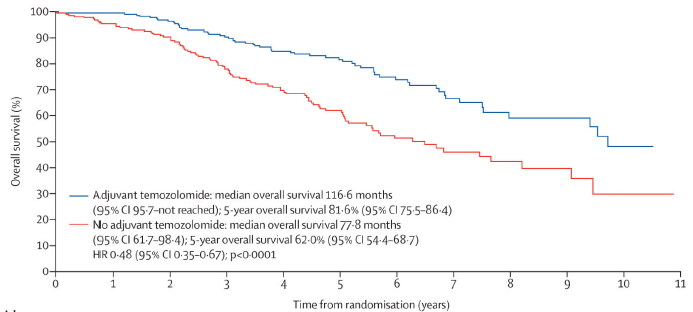 100
90
80
70
60
50
40
30
20
10
0
Overall survival (%)
Adjuvant temozolomide: median overall survival 116·6 months
(95% CI 95·7–not reached); 5-year overall survival 81·6% (95% CI 75·5–86·4)
No adjuvant temozolomide: median overall survival 77·8 months
(95% CI 61·7–98·4); 5-year overall survival 62·0% (95% CI 54·4–68·7)
HR 0·48 (95% CI 0·35–0·67); p<0·0001
0 1 2 3 4 5 6 7 8 9 10 11
Time from randomisation (years)